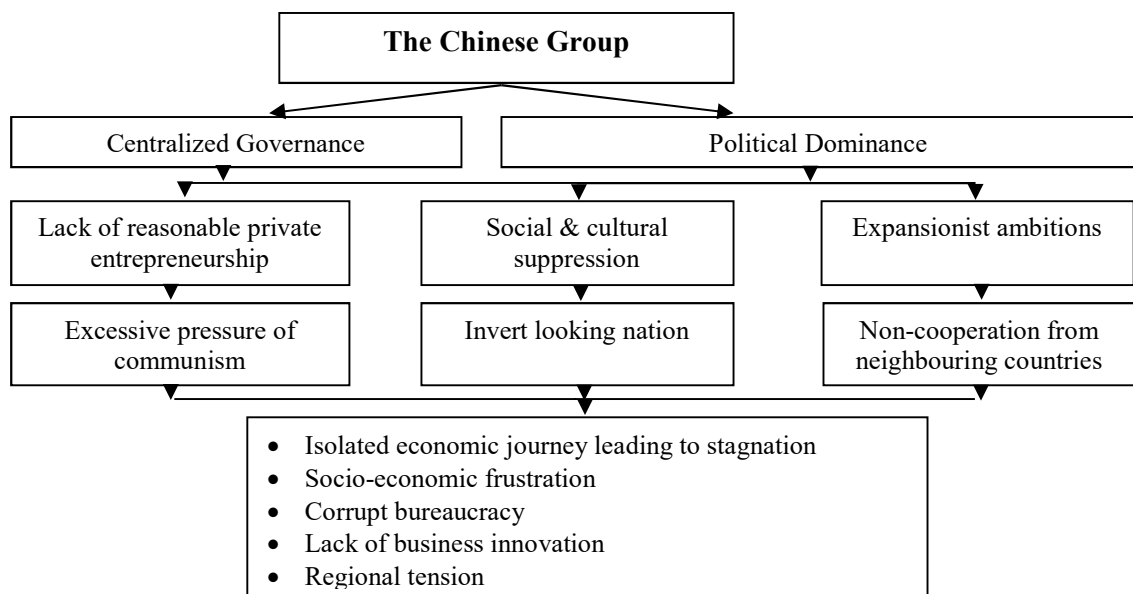 The Chinese Group
Centralized Governance
Political Dominance
Lack of reasonable private
entrepreneurship
Social & cultural
suppression
Expansionist ambitions
Excessive pressure of
communism
Invert looking nation
Non-cooperation from
neighbouring countries
• Isolated economic journey leading to stagnation
• Socio-economic frustration
• Corrupt bureaucracy
• Lack of business innovation
• Regional tension